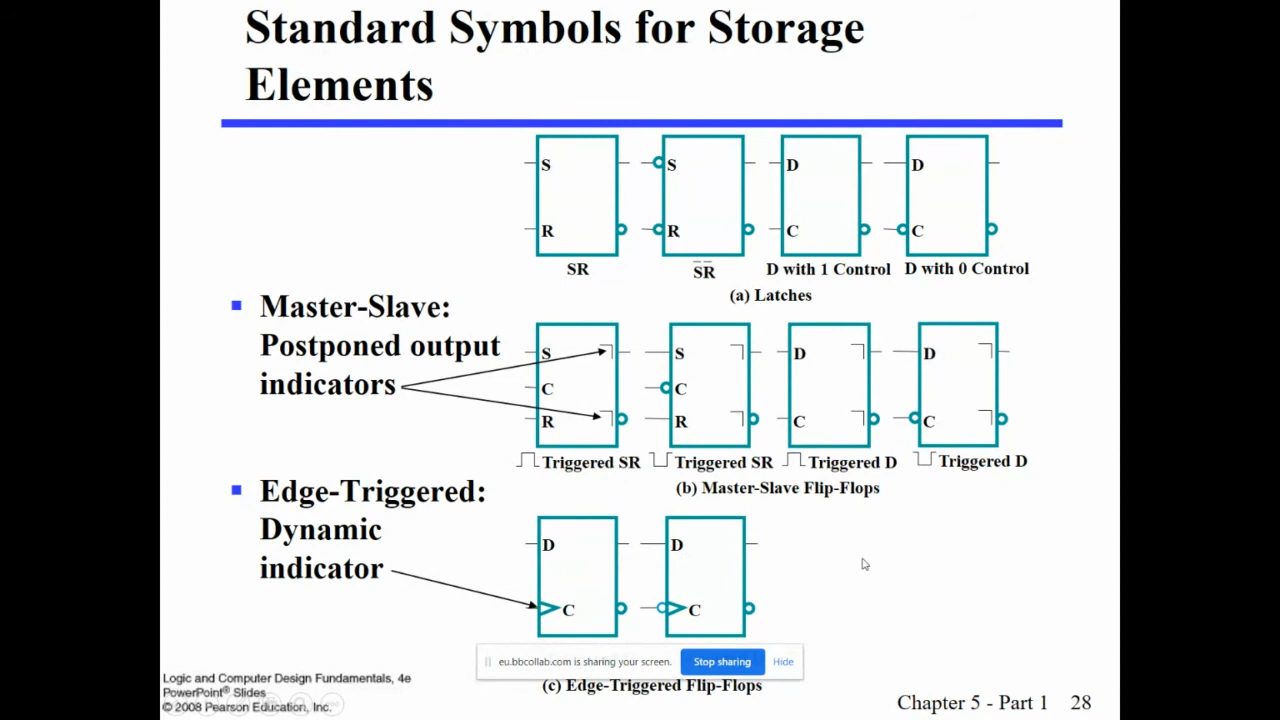 Standard Symbols for Storage
Elements
S
S
D
D
R
R
C
C
SR
S̅R̅
D with 1 Control
D with 0 Control
(a) Latches
Master-Slave:
Postponed output
indicators
S
S
D
D
C
C
R
R
C
C
Triggered SR
Triggered SR
Triggered D
Triggered D
(b) Master-Slave Flip-Flops
Edge-Triggered:
Dynamic
indicator
D
D
C
C
eu.bbcollab.com is sharing your screen.
Stop sharing
Hide
(c) Edge-Triggered Flip-Flops
Logic and Computer Design Fundamentals, 4e
PowerPoint® Slides
© 2008 Pearson Education, Inc.
Chapter 5 - Part 1 28